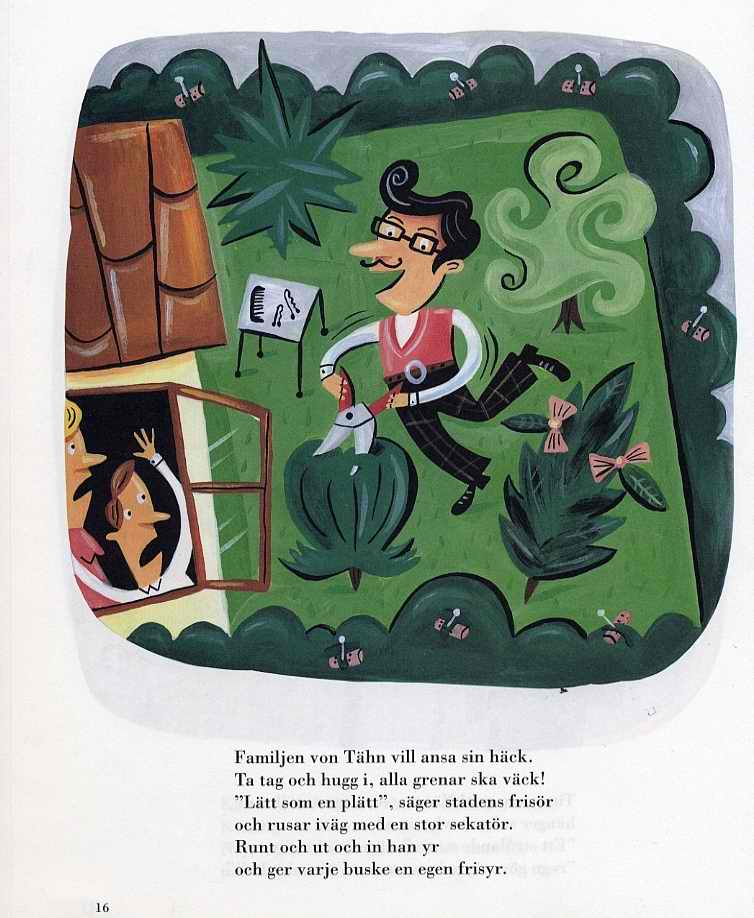 Familjen von Tähn vill ansa sin häck.
Ta tag och hugg i, alla grenar ska väck!
”Lätt som en plätt”, säger stadens frisör
och rusar iväg med en stor sekatör.
Runt och ut och in han yr
och ger varje buske en egen frisyr.
16